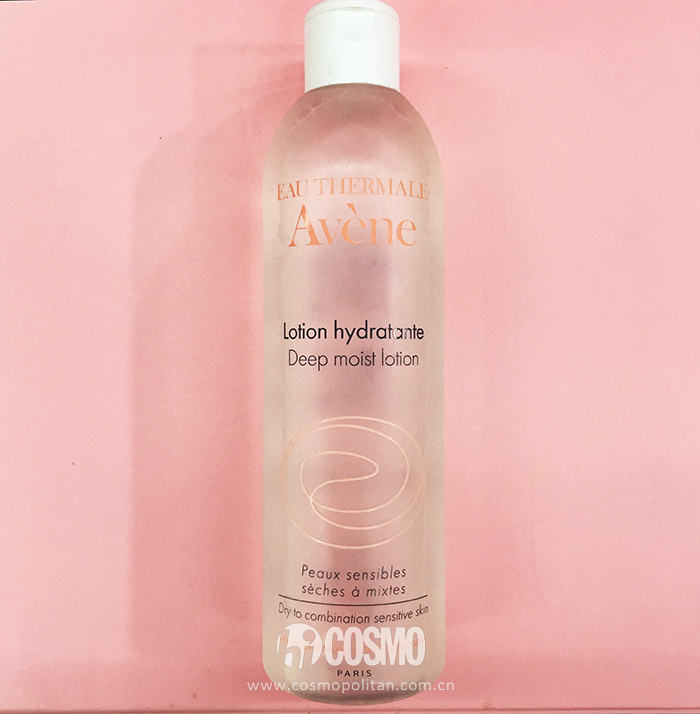 EAU THERMALE
Avène
Lotion hydratante
Deep moist lotion
Peaux sensibles
sèches à mixtes
Dry to combination sensitive skin
COSMO
PARIS
www.cosmopolitan.com.cn